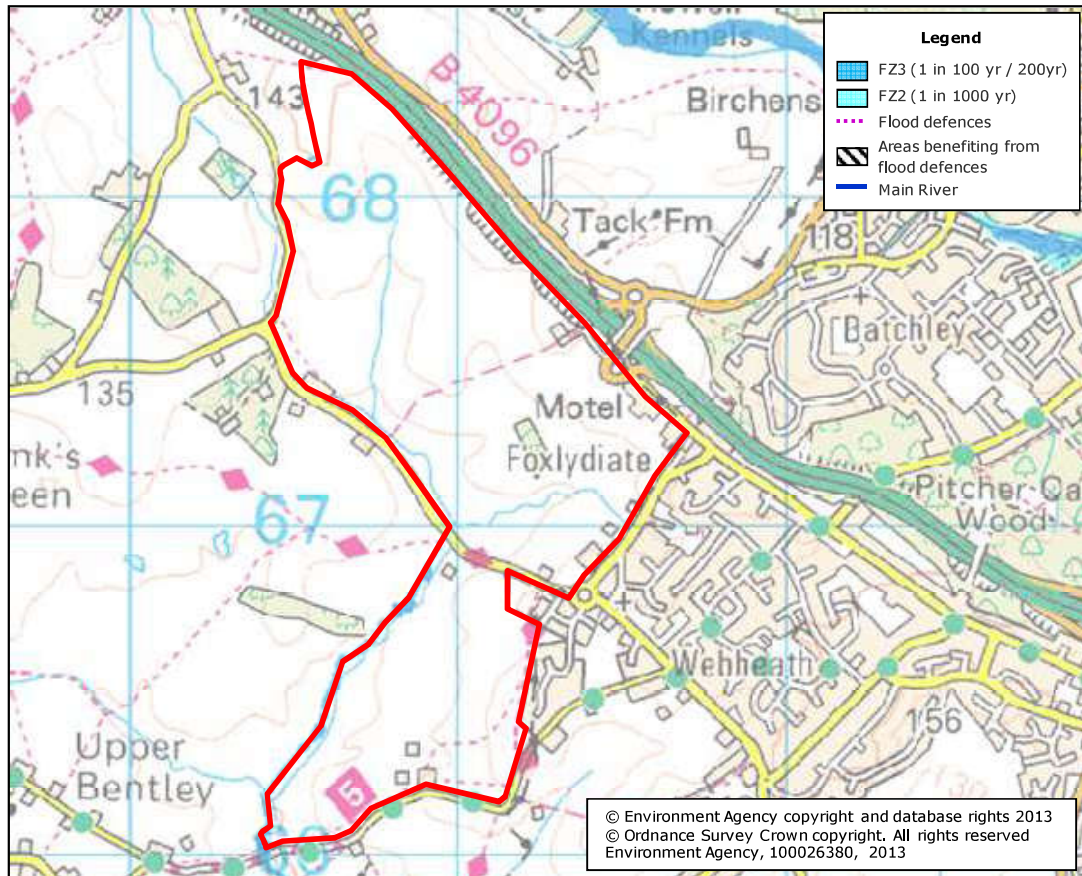 Kennels
B 4096
143
Birchens
68
Tack Fm
118
Batchley
135
Motel
Foxlydiate
nk's
een
67
Pitcher Oa
Wood
Webheath
156
Upper
Bentley
5
Legend
FZ3 (1 in 100 yr / 200yr)
FZ2 (1 in 1000 yr)
Flood defences
Areas benefiting from
flood defences
Main River
© Environment Agency copyright and database rights 2013
© Ordnance Survey Crown copyright. All rights reserved
Environment Agency, 100026380, 2013